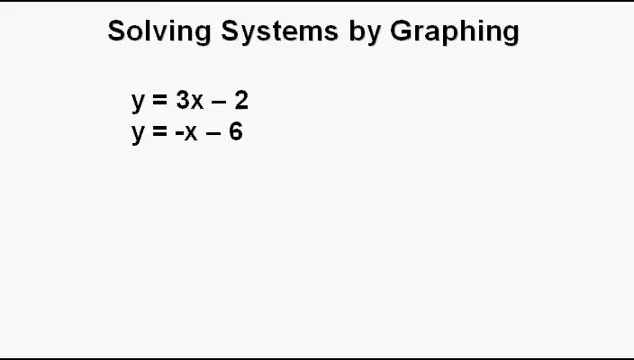 Solving Systems by Graphing
y = 3x – 2
y = -x – 6